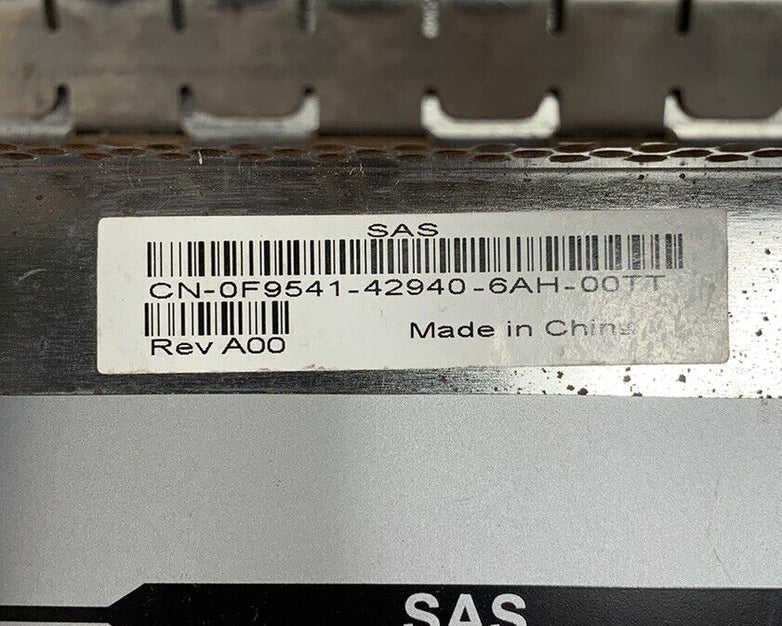 SAS
CN-0F9541-42940-6AH-00TT
Rev A00
Made in China
SAS